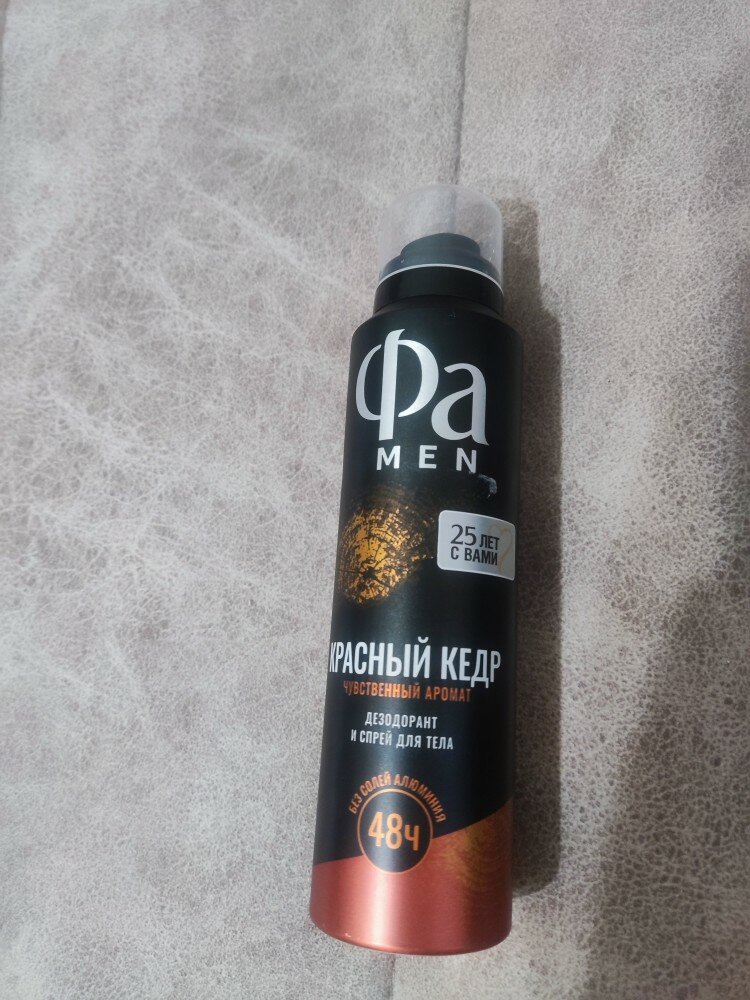 Фа
MEN
25 ЛЕТ
С ВАМИ
КРАСНЫЙ КЕДР
ЧУВСТВЕННЫЙ АРОМАТ
ДЕЗОДОРАНТ
И СПРЕЙ ДЛЯ ТЕЛА
БЕЗ СОЛЕЙ АЛЮМИНИЯ
48ч